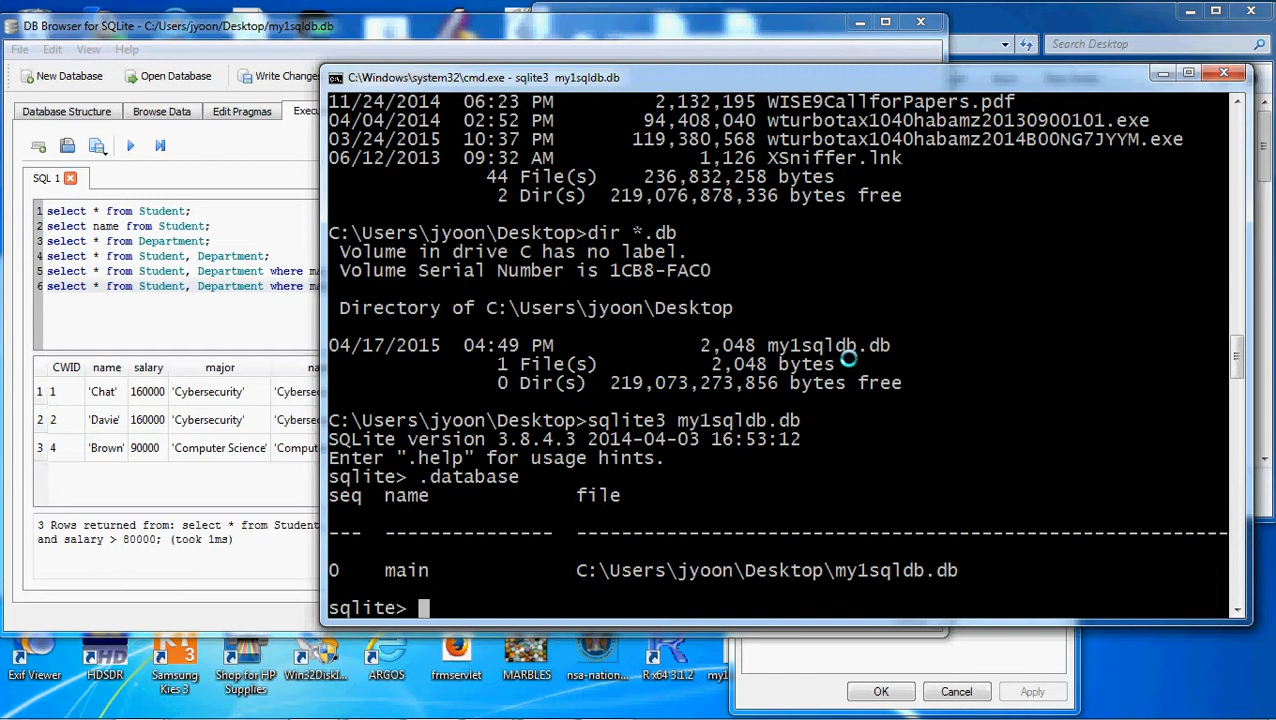 DB Browser for SQLite - C:/Users/jyoon/Desktop/my1sqldb.db
File Edit View Help
New Database Open Database Write Changes
Database Structure Browse Data Edit Pragmas
SQL 1
1 select * from Student;
2 select name from Student;
3 select * from Department;
4 select * from Student, Department;
5 select * from Student, Department where
6 select * from Student, Department where
CWID name salary major
1 1 'Chat' 160000 'Cybersecurity' 'Cybersecu
2 2 'Davie' 160000 'Cybersecurity' 'Cybersecu
3 4 'Brown' 90000 'Computer Science' 'Comput
3 Rows returned from: select * from Student
and salary > 80000; (took 1ms)
C:\Windows\system32\cmd.exe - sqlite3 my1sqldb.db
11/24/2014 06:23 PM 2,132,195 WISE9CallforPapers.pdf
04/04/2014 02:52 PM 94,408,040 wturbotax1040habamz20130900101.exe
03/24/2015 10:37 PM 119,380,568 wturbotax1040habamz2014B00NG7JYYM.exe
06/12/2013 09:32 AM 1,126 XSniffer.lnk
44 File(s) 236,832,258 bytes
2 Dir(s) 219,076,878,336 bytes free
C:\Users\jyoon\Desktop>dir *.db
Volume in drive C has no label.
Volume Serial Number is 1CB8-FAC0
Directory of C:\Users\jyoon\Desktop
04/17/2015 04:49 PM 2,048 my1sqldb.db
1 File(s) 2,048 bytes
0 Dir(s) 219,073,273,856 bytes free
C:\Users\jyoon\Desktop>sqlite3 my1sqldb.db
SQLite version 3.8.4.3 2014-04-03 16:53:12
Enter ".help" for usage hints.
sqlite> .database
seq name file
--- --------------- ----------------------------------------------------------
0 main C:\Users\jyoon\Desktop\my1sqldb.db
sqlite>
Search Desktop
Exif Viewer
HDSDR
Samsung
Kies 3
Shop for HP
Supplies
Win32DiskI...
ARGOS
frmservlet
MARBLES
nsa-nation...
R x64 3.1.2
OK Cancel Apply